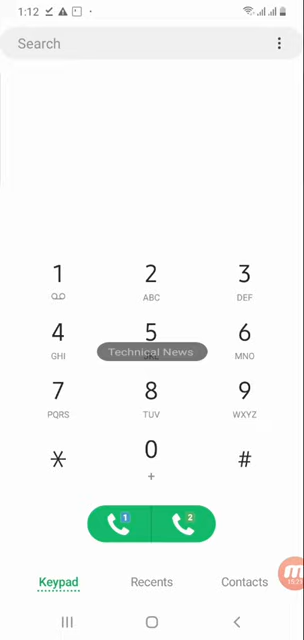 1:12
Search
1 2 3
ABC DEF
4 5 6
GHI MNO
Technical News
7 8 9
PQRS TUV WXYZ
* 0 #
+
1 2
Keypad Recents Contacts